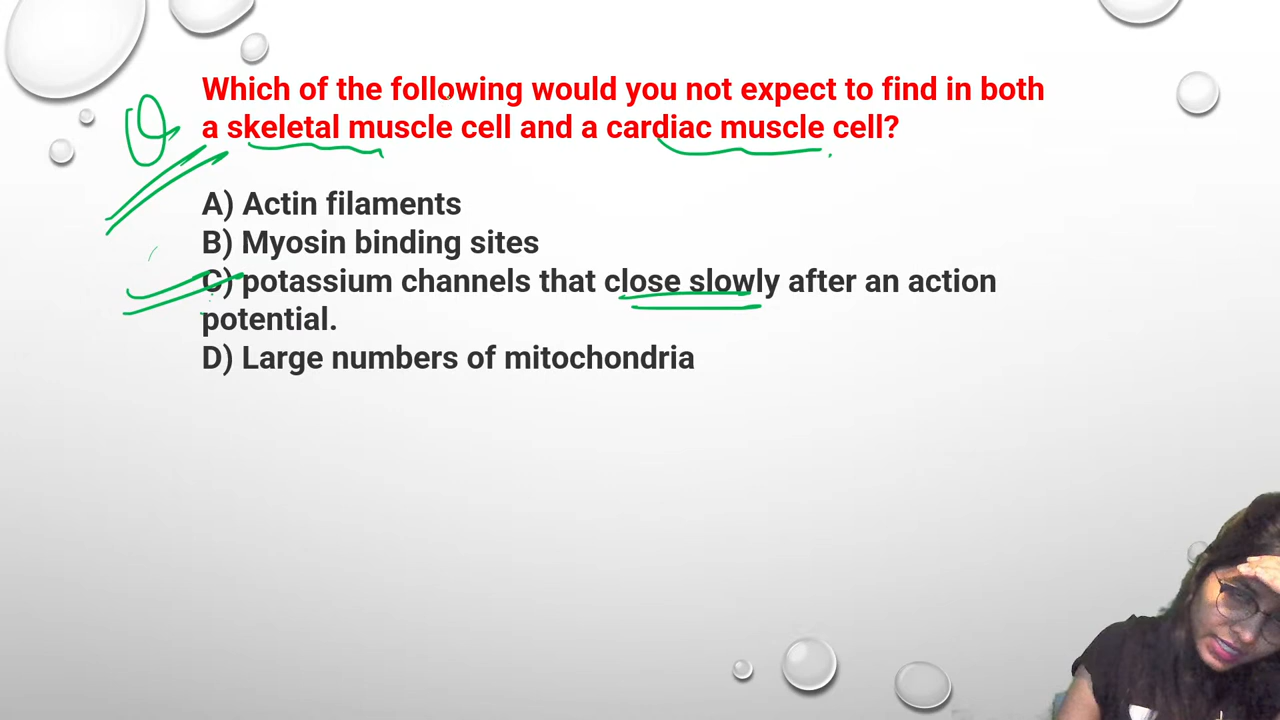 Which of the following would you not expect to find in both
a skeletal muscle cell and a cardiac muscle cell?
A) Actin filaments
B) Myosin binding sites
C) potassium channels that close slowly after an action
potential.
D) Large numbers of mitochondria